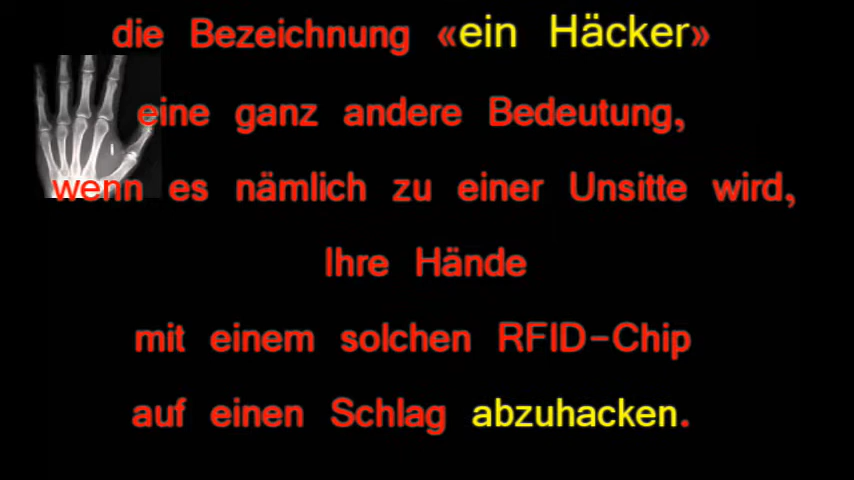 die Bezeichnung «ein Häcker»
eine ganz andere Bedeutung,
wenn es nämlich zu einer Unsitte wird,
Ihre Hände
mit einem solchen RFID-Chip
auf einen Schlag abzuhacken.